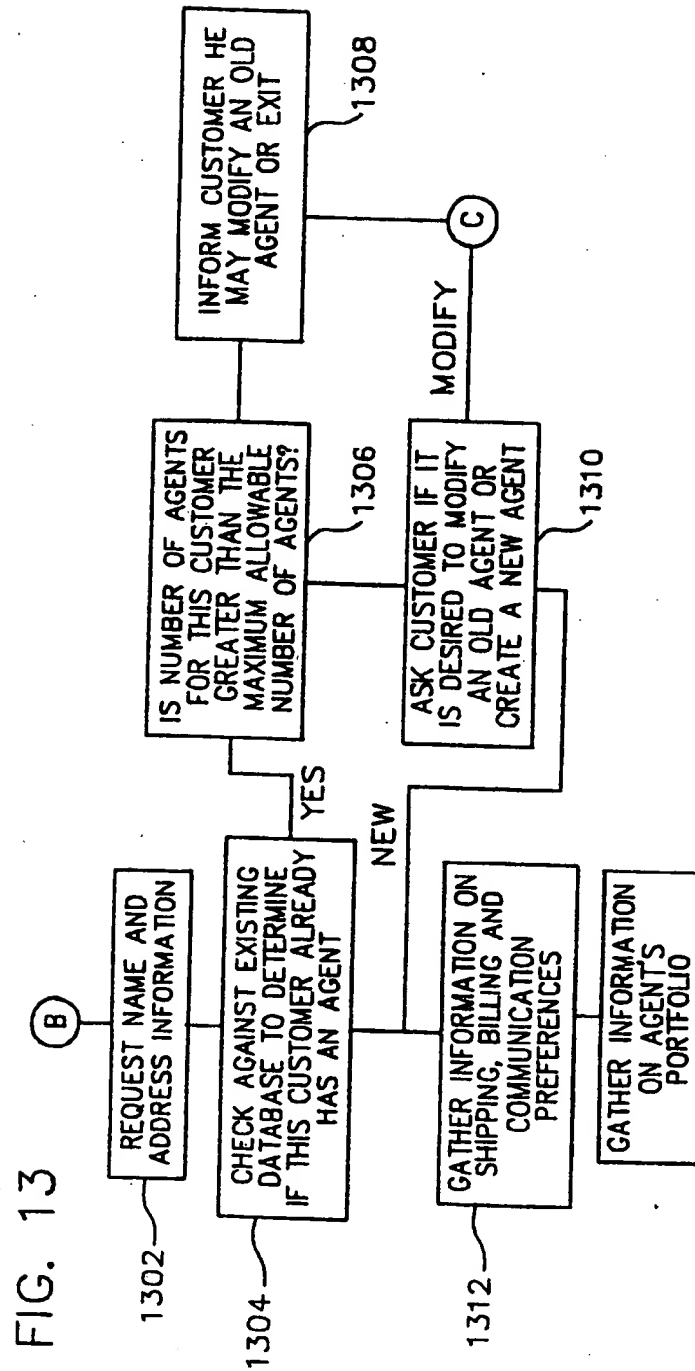 FIG. 13
B
REQUEST NAME AND
ADDRESS INFORMATION
1302
CHECK AGAINST EXISTING
DATABASE TO DETERMINE
IF THIS CUSTOMER ALREADY
HAS AN AGENT
1304
YES
IS NUMBER OF AGENTS
FOR THIS CUSTOMER
GREATER THAN THE
MAXIMUM ALLOWABLE
NUMBER OF AGENTS?
1306
INFORM CUSTOMER HE
MAY MODIFY AN OLD
AGENT OR EXIT
1308
ASK CUSTOMER IF IT
IS DESIRED TO MODIFY
AN OLD AGENT OR
CREATE A NEW AGENT
1310
MODIFY
C
NEW
GATHER INFORMATION ON
SHIPPING, BILLING AND
COMMUNICATION
PREFERENCES
1312
GATHER INFORMATION
ON AGENT'S
PORTFOLIO